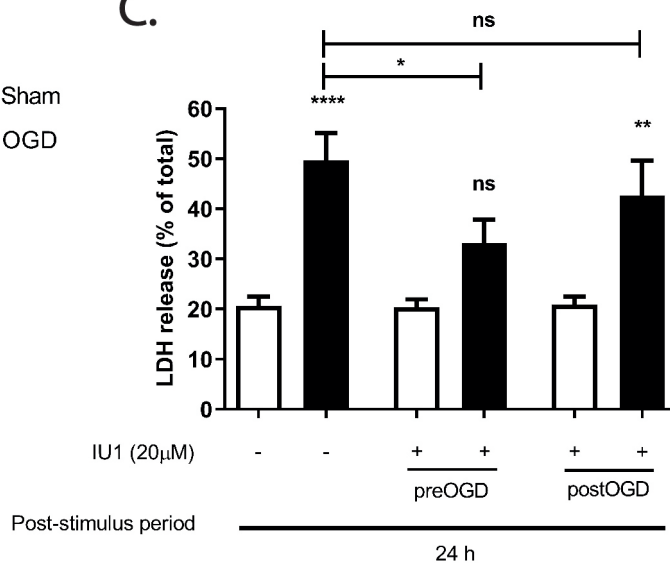 C.
ns
*
Sham
OGD
****
**
ns
LDH release (% of total)
60
50
40
30
20
10
0
IU1 (20μM) - - + + + +
preOGD postOGD
Post-stimulus period
24 h